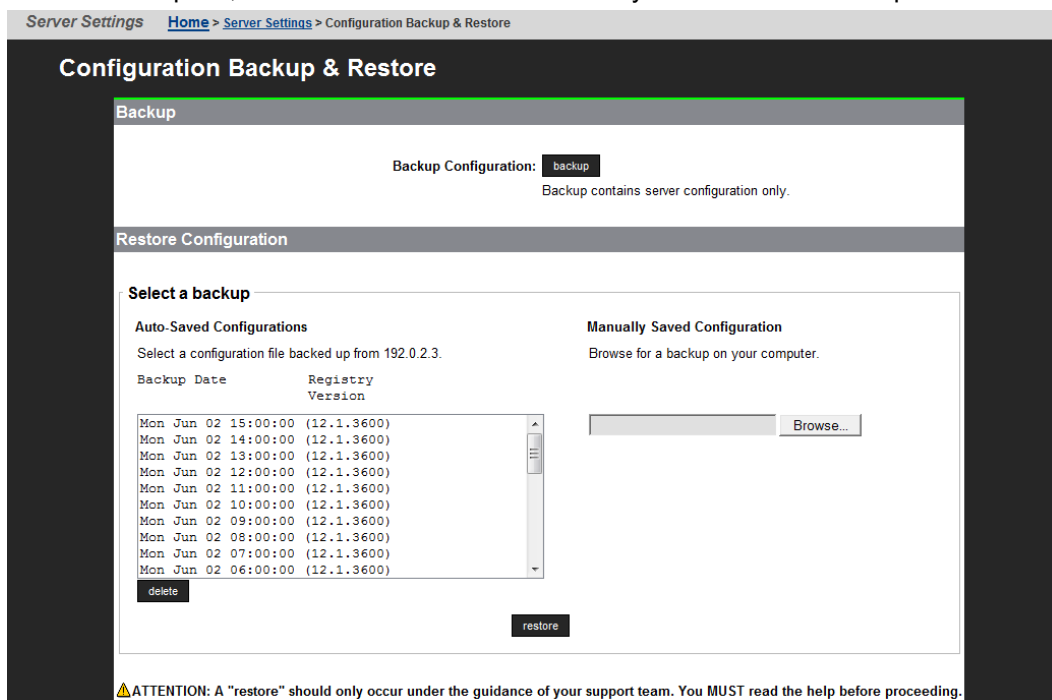 Server Settings Home > Server Settings > Configuration Backup & Restore
Configuration Backup & Restore
Backup
Backup Configuration: backup
Backup contains server configuration only.
Restore Configuration
Select a backup
Auto-Saved Configurations
Select a configuration file backed up from 192.0.2.3.
Backup Date Registry
Version
Mon Jun 02 15:00:00 (12.1.3600)
Mon Jun 02 14:00:00 (12.1.3600)
Mon Jun 02 13:00:00 (12.1.3600)
Mon Jun 02 12:00:00 (12.1.3600)
Mon Jun 02 11:00:00 (12.1.3600)
Mon Jun 02 10:00:00 (12.1.3600)
Mon Jun 02 09:00:00 (12.1.3600)
Mon Jun 02 08:00:00 (12.1.3600)
Mon Jun 02 07:00:00 (12.1.3600)
Mon Jun 02 06:00:00 (12.1.3600)
delete
Manually Saved Configuration
Browse for a backup on your computer.
Browse...
restore
ATTENTION: A "restore" should only occur under the guidance of your support team. You MUST read the help before proceeding.